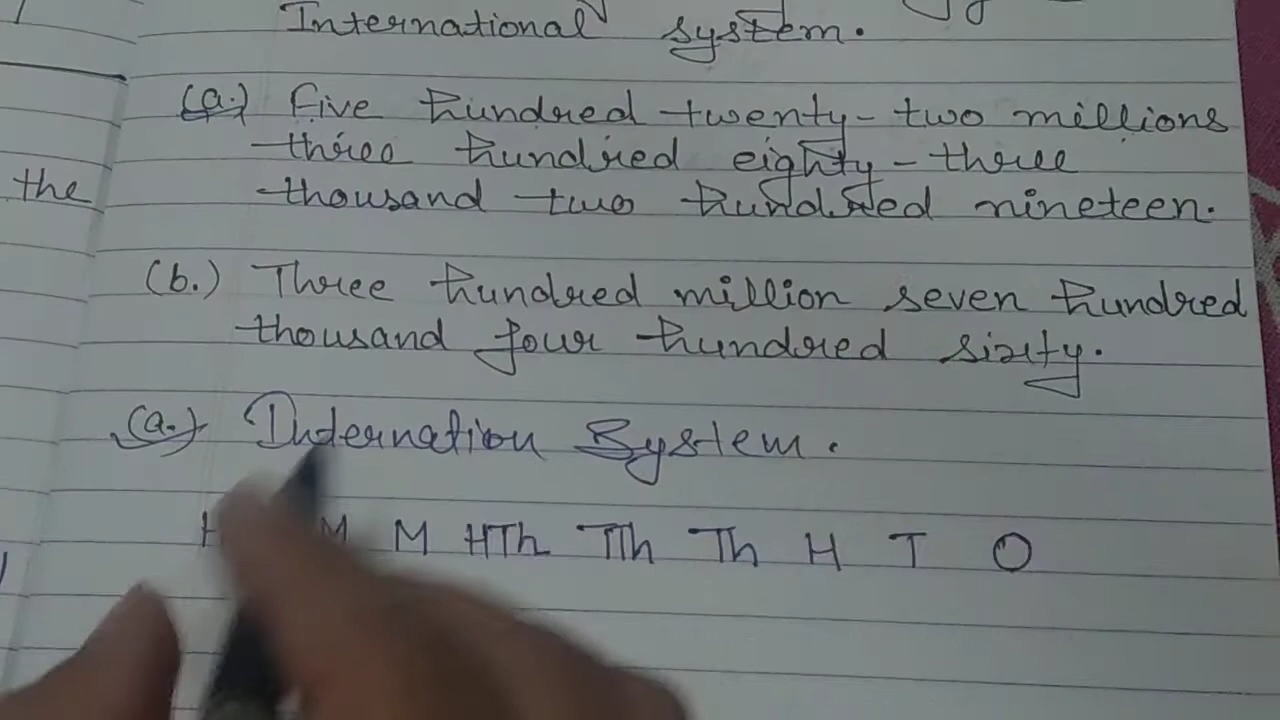 International system.
(a.) Five hundred twenty-two millions
three hundred eighty-three
the thousand two hundred nineteen.
(b.) Three hundred million seven hundred
thousand four hundred sixty.
(a.) Internation System.
M M HTh TTh Th H T O